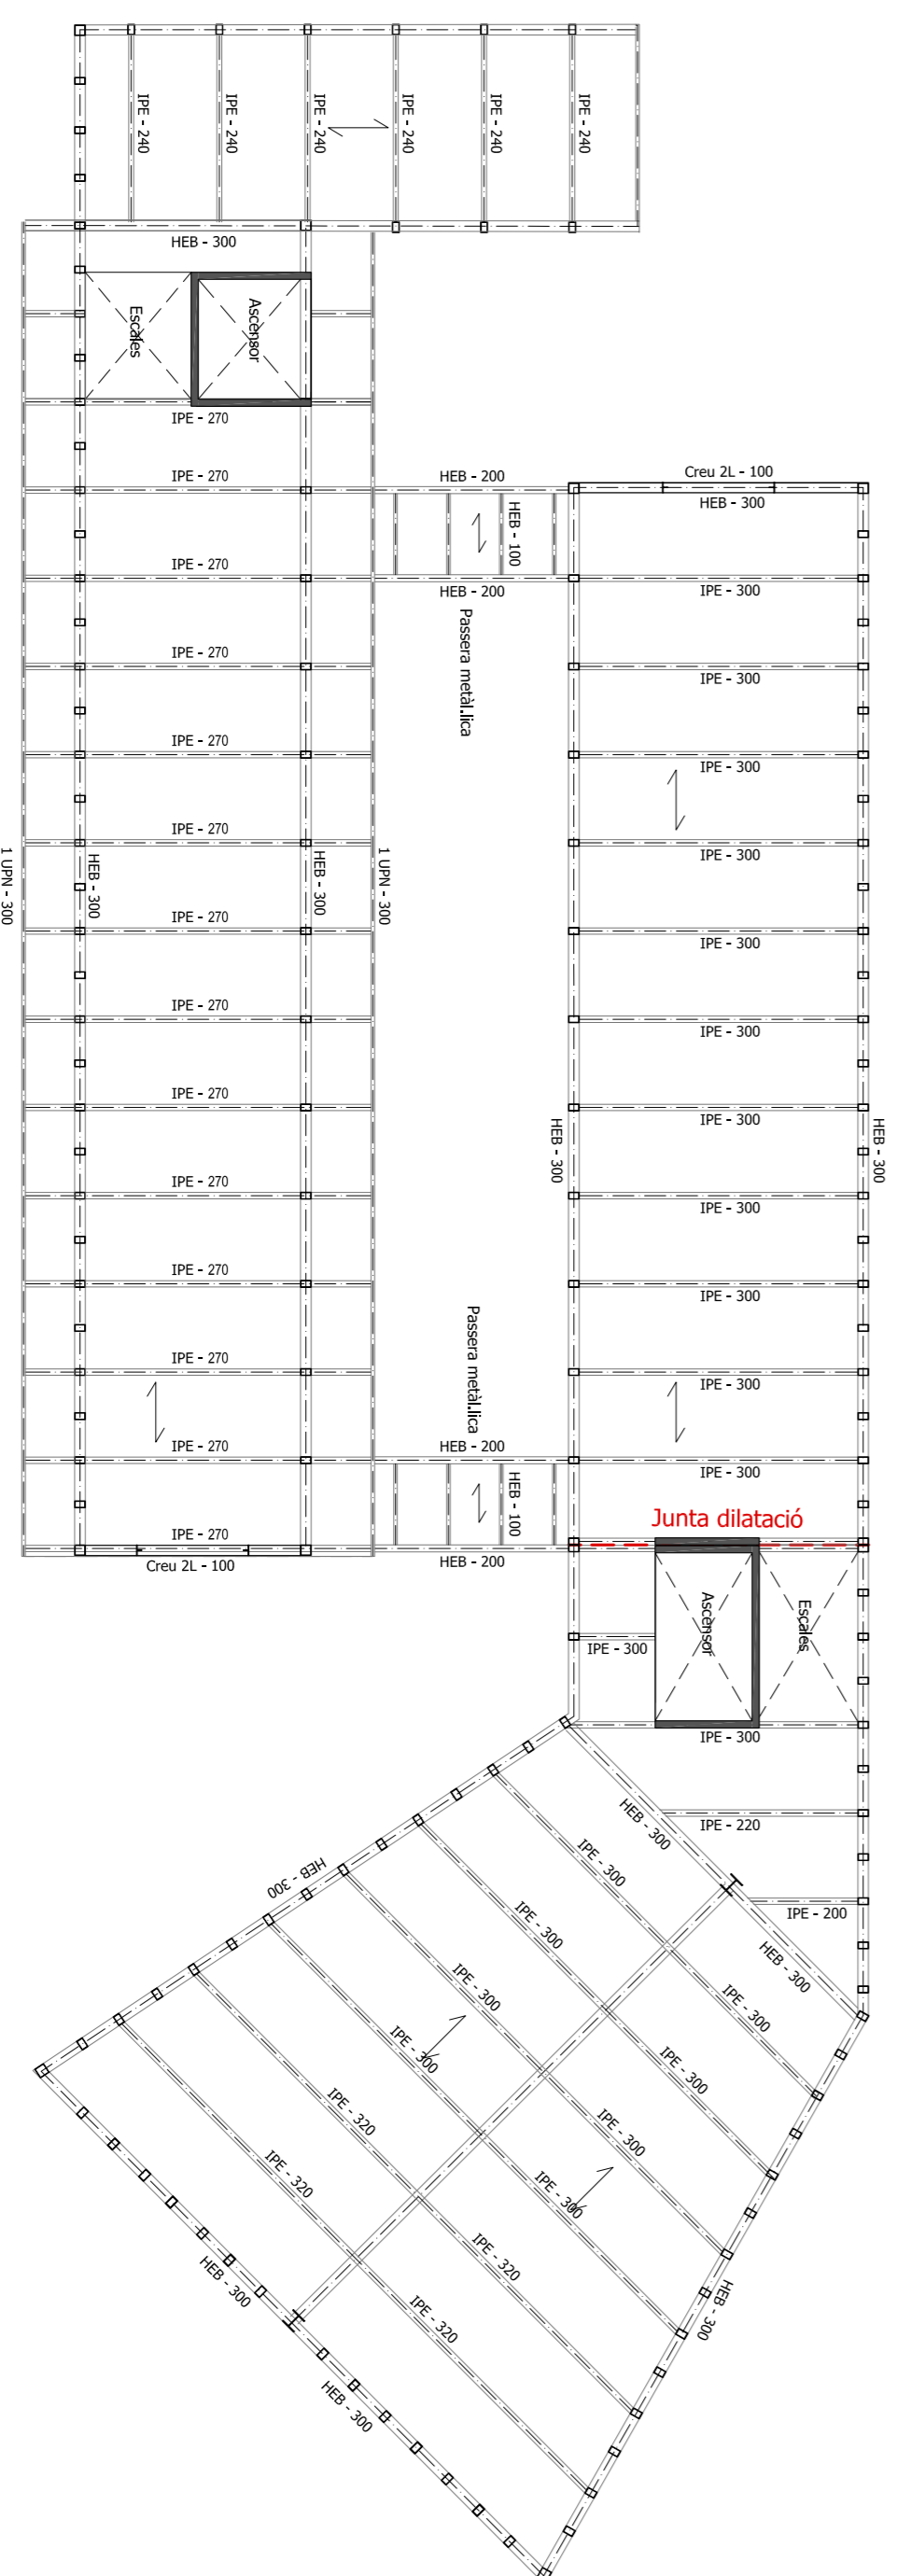 IPE - 240
IPE - 240
IPE - 240
IPE - 240
IPE - 240
IPE - 240
HEB - 300
Escales
Ascensor
IPE - 270
IPE - 270
IPE - 270
IPE - 270
IPE - 270
IPE - 270
IPE - 270
IPE - 270
IPE - 270
IPE - 270
IPE - 270
IPE - 270
IPE - 270
IPE - 270
Creu 2L - 100
1 UPN - 300
HEB - 300
HEB - 300
1 UPN - 300
HEB - 200
HEB - 100
HEB - 200
Passera metàl.lica
Passera metàl.lica
HEB - 200
HEB - 100
HEB - 200
Creu 2L - 100
HEB - 300
IPE - 300
IPE - 300
IPE - 300
IPE - 300
IPE - 300
IPE - 300
IPE - 300
IPE - 300
IPE - 300
IPE - 300
IPE - 300
HEB - 300
HEB - 300
Junta dilatació
Ascensor
Escales
IPE - 300
IPE - 300
IPE - 220
IPE - 200
HEB - 300
HEB - 300
HEB - 300
IPE - 300
IPE - 300
IPE - 300
IPE - 300
IPE - 300
IPE - 300
IPE - 300
IPE - 300
IPE - 320
IPE - 320
IPE - 320
IPE - 320
HEB - 300
HEB - 300
HEB - 300